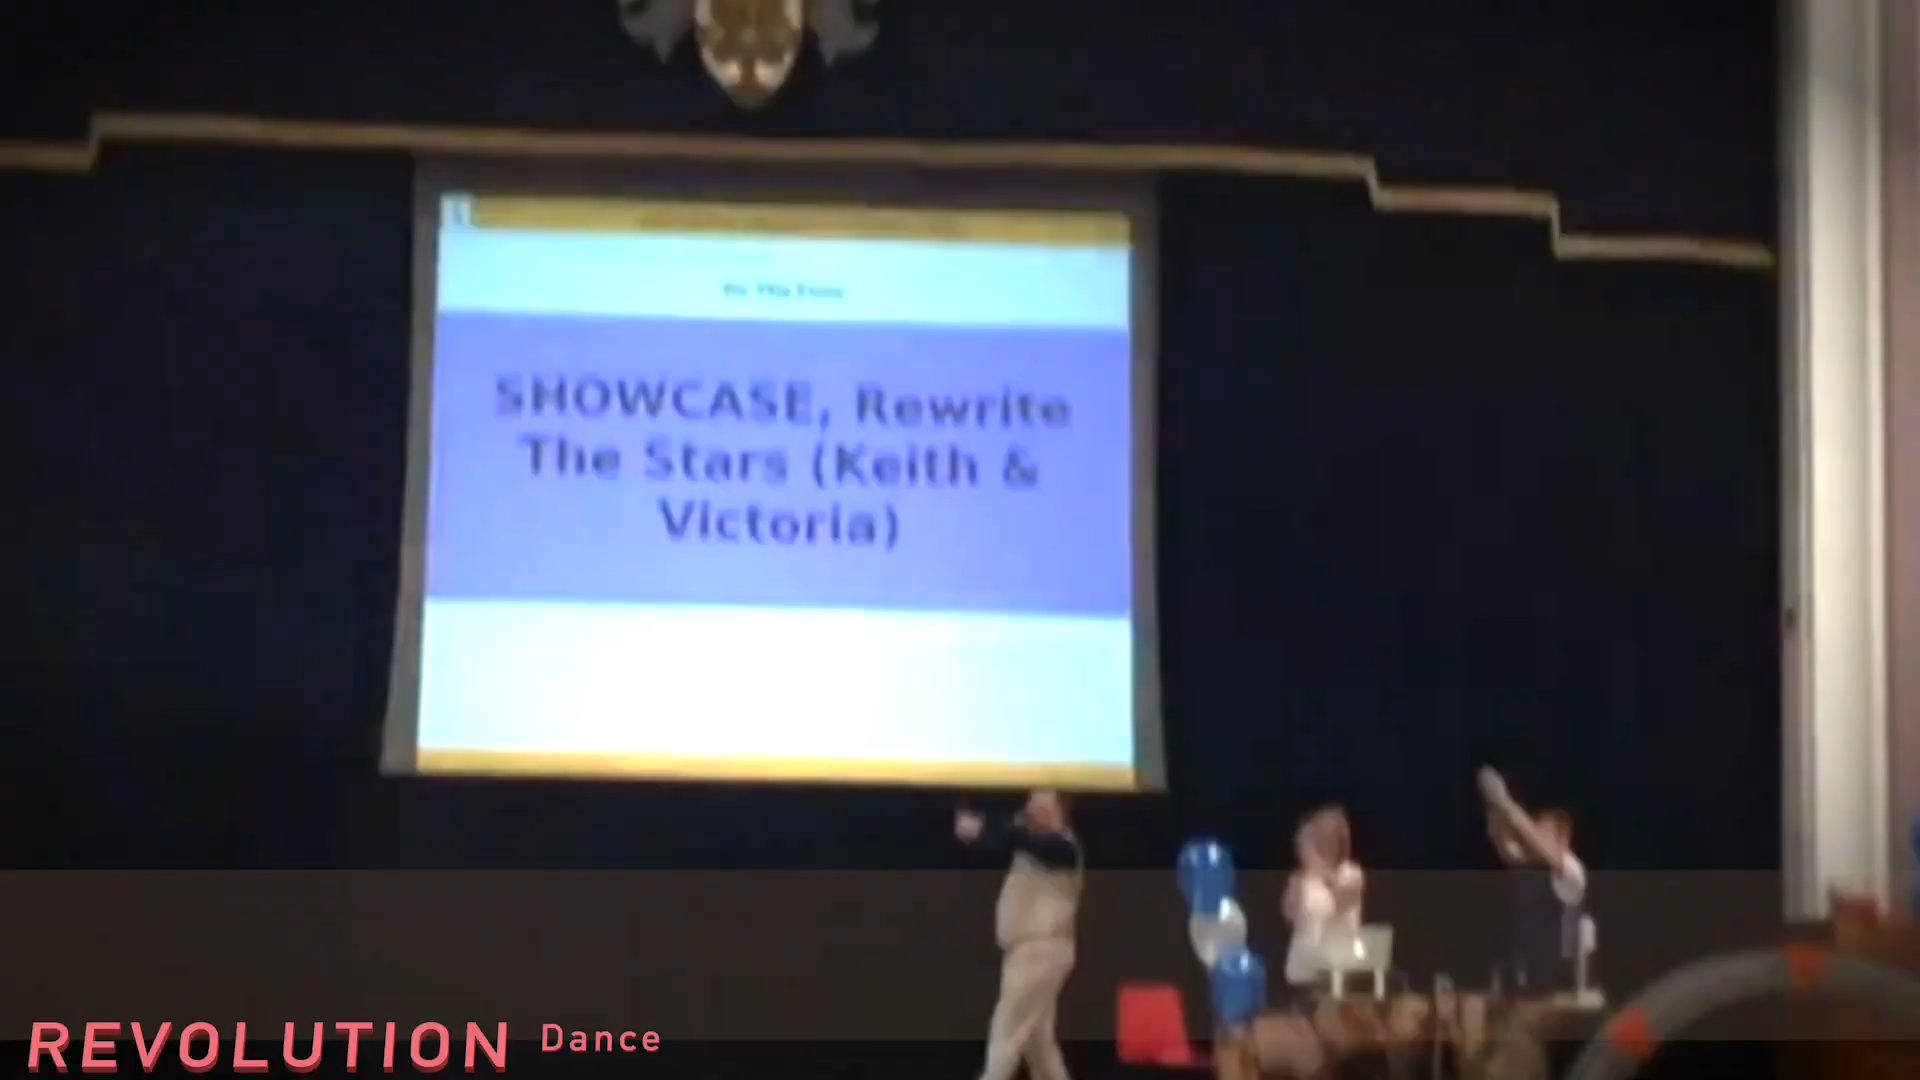 SHOWCASE, Rewrite
The Stars (Keith &
Victoria)
REVOLUTION Dance